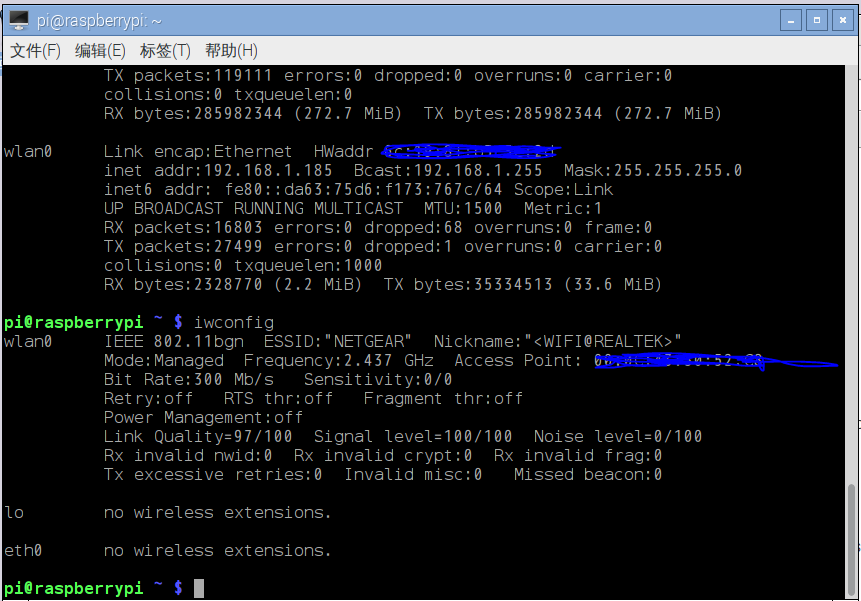 pi@raspberrypi: ~
文件(F) 编辑(E) 标签(T) 帮助(H)
TX packets:119111 errors:0 dropped:0 overruns:0 carrier:0
collisions:0 txqueuelen:0
RX bytes:285982344 (272.7 MiB)  TX bytes:285982344 (272.7 MiB)
wlan0     Link encap:Ethernet  HWaddr
inet addr:192.168.1.185  Bcast:192.168.1.255  Mask:255.255.255.0
inet6 addr: fe80::da63:75d6:f173:767c/64 Scope:Link
UP BROADCAST RUNNING MULTICAST  MTU:1500  Metric:1
RX packets:16803 errors:0 dropped:68 overruns:0 frame:0
TX packets:27499 errors:0 dropped:1 overruns:0 carrier:0
collisions:0 txqueuelen:1000
RX bytes:2328770 (2.2 MiB)  TX bytes:35334513 (33.6 MiB)
pi@raspberrypi ~ $ iwconfig
wlan0     IEEE 802.11bgn  ESSID:"NETGEAR"  Nickname:"<WIFI@REALTEK>"
Mode:Managed  Frequency:2.437 GHz  Access Point:
Bit Rate:300 Mb/s   Sensitivity:0/0
Retry:off   RTS thr:off   Fragment thr:off
Power Management:off
Link Quality=97/100  Signal level=100/100  Noise level=0/100
Rx invalid nwid:0  Rx invalid crypt:0  Rx invalid frag:0
Tx excessive retries:0  Invalid misc:0   Missed beacon:0
lo        no wireless extensions.
eth0      no wireless extensions.
pi@raspberrypi ~ $